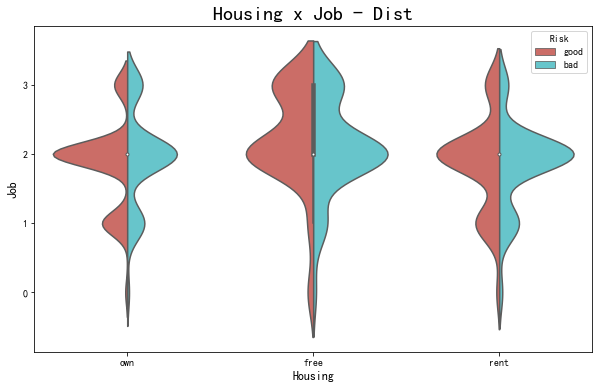 Housing x Job - Dist
Risk
good
bad
3
2
1
0
Job
own
free
rent
Housing